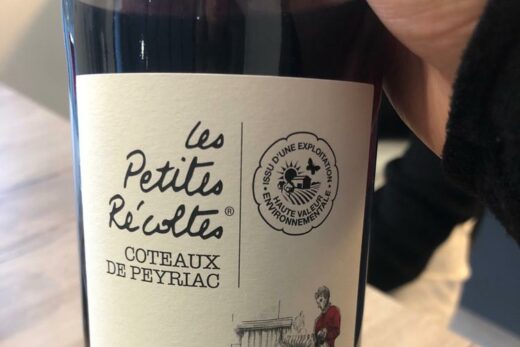 Les
Petites
Récoltes®
COTEAUX
DE PEYRIAC
ISSU D'UNE EXPLOITATION
HAUTE VALEUR
ENVIRONNEMENTALE